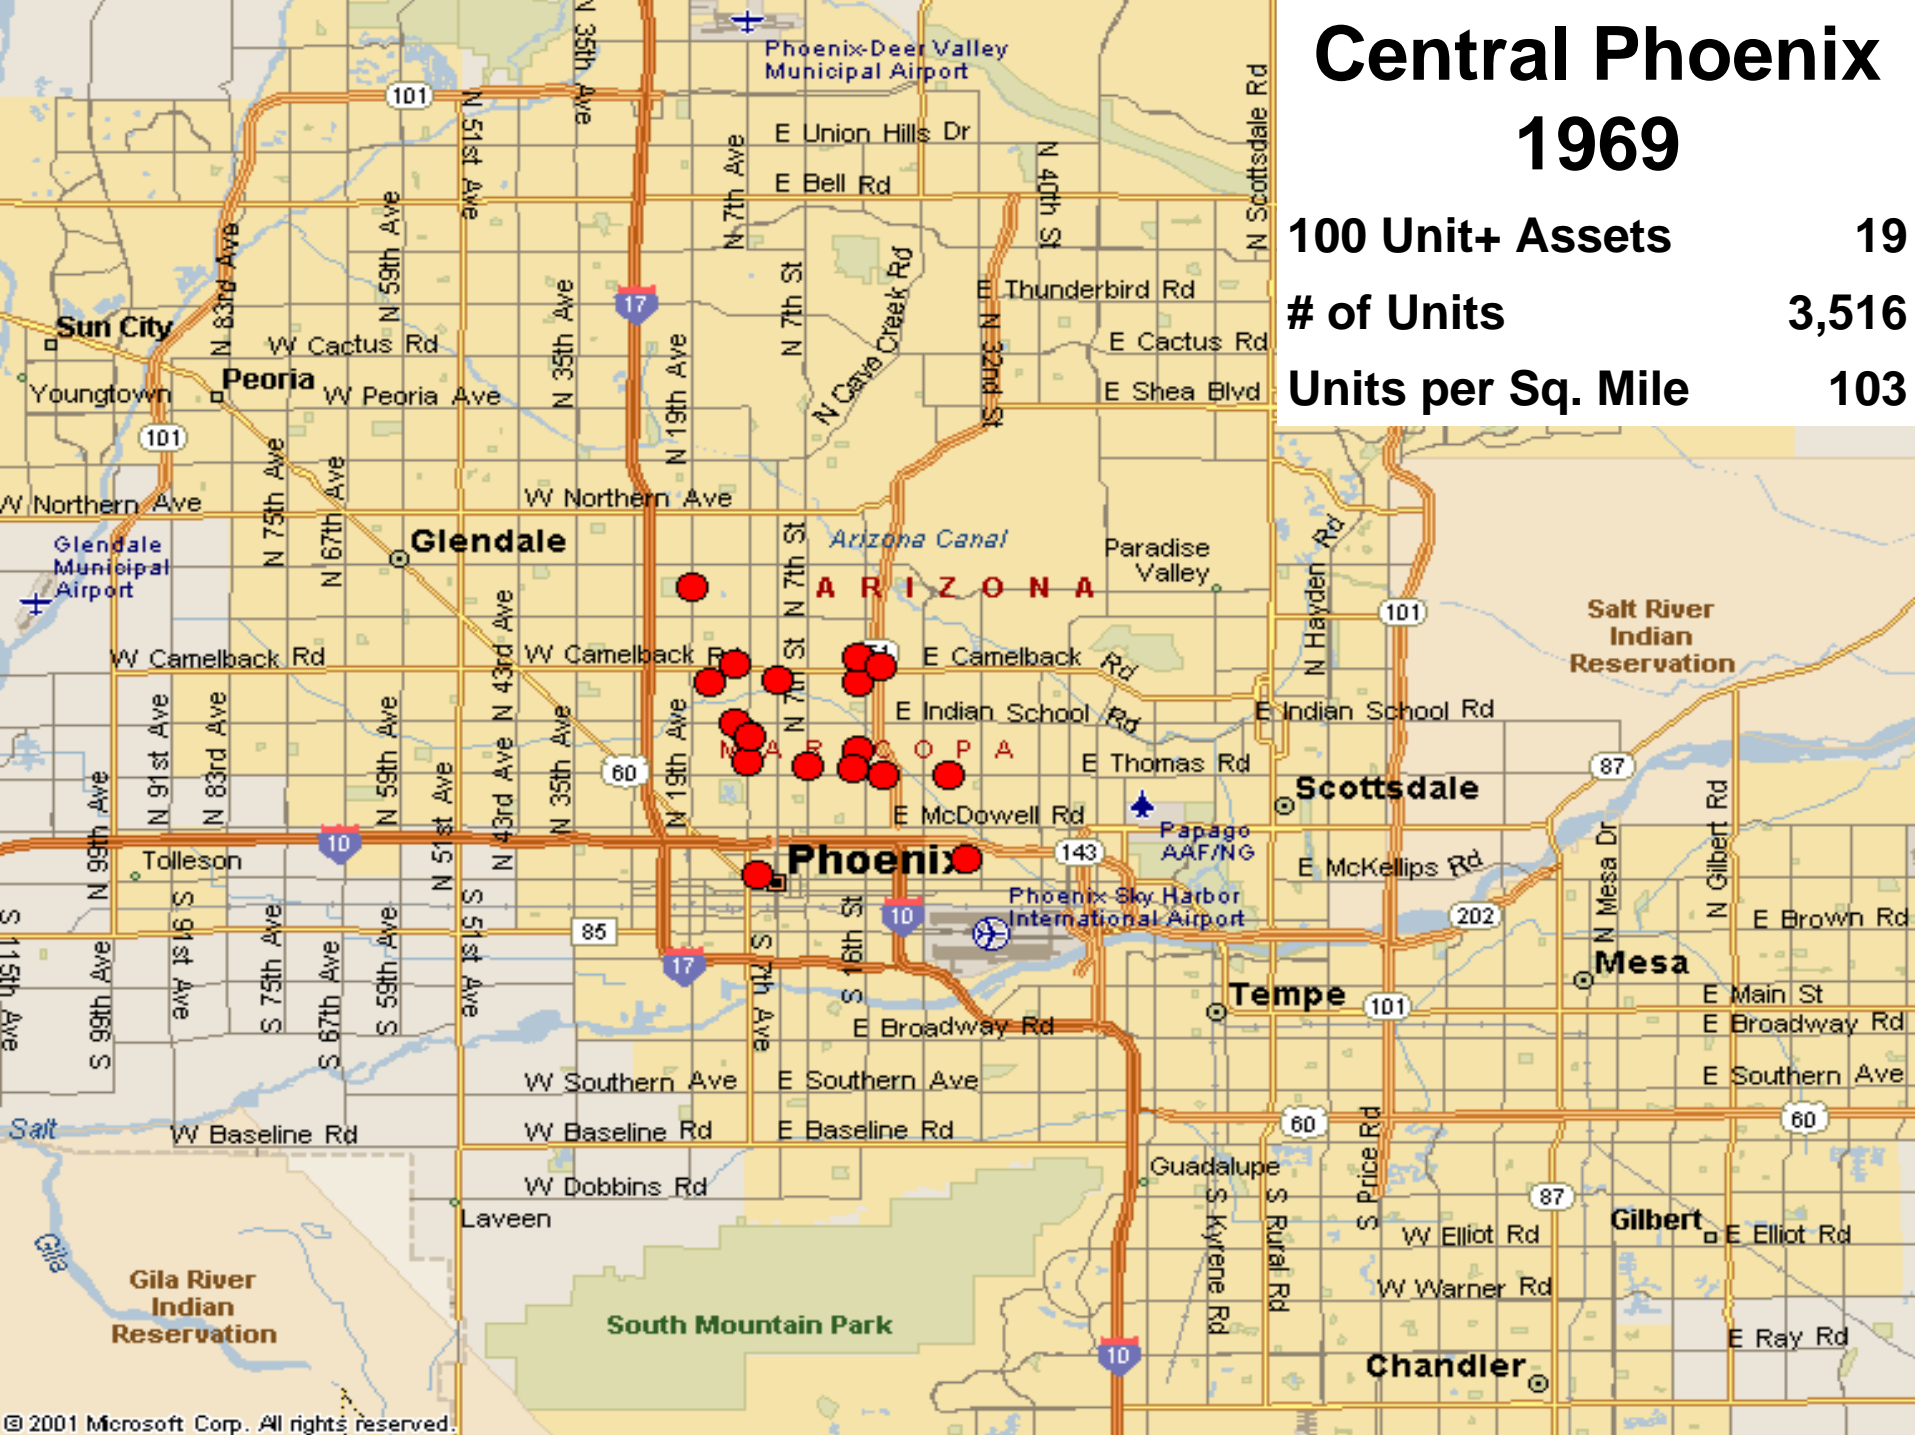 Central Phoenix
1969
100 Unit+ Assets 19
# of Units 3,516
Units per Sq. Mile 103
N 35th Ave
Phoenix-Deer Valley
Municipal Airport
101
N 51st Ave
E Union Hills Dr
N 7th Ave
N 40th St
N Scottsdale Rd
E Bell Rd
N 59th Ave
N 83rd Ave
N 7th St
N Cave Creek Rd
E Thunderbird Rd
N 35th Ave
17
Sun City
W Cactus Rd
N 19th Ave
N 32nd St
E Cactus Rd
Peoria
Youngtown
W Peoria Ave
E Shea Blvd
101
N 75th Ave
N 67th Ave
W Northern Ave
W Northern Ave
Glendale
Arizona Canal
Glendale
Municipal
Airport
N 7th St
Paradise
Valley
N Hayden Rd
ARIZONA
101
Salt River
Indian
Reservation
N 43rd Ave
W Camelback Rd
W Camelback Rd
N 7th St
E Camelback Rd
E Indian School Rd
E Indian School Rd
N 91st Ave
N 83rd Ave
N 59th Ave
N 43rd Ave
N 35th Ave
N 19th Ave
MARICOPA
60
E Thomas Rd
87
Scottsdale
N 99th Ave
N 51st Ave
E McDowell Rd
N Gilbert Rd
N Mesa Dr
10
Tolleson
Phoenix
143
Papago
AAF/NG
E McKellips Rd
Phoenix Sky Harbor
International Airport
S 115th Ave
S 91st Ave
S 75th Ave
S 59th Ave
S 51st Ave
85
S 16th St
10
202
E Brown Rd
S 99th Ave
S 67th Ave
17
S 7th Ave
Mesa
Tempe
101
E Main St
E Broadway Rd
E Broadway Rd
W Southern Ave
E Southern Ave
E Southern Ave
Salt
W Baseline Rd
W Baseline Rd
E Baseline Rd
60
60
S Price Rd
Guadalupe
W Dobbins Rd
Laveen
S Kyrene Rd
S Rural Rd
87
Gilbert
W Elliot Rd
E Elliot Rd
Gila
Gila River
Indian
Reservation
W Warner Rd
South Mountain Park
10
E Ray Rd
Chandler
© 2001 Microsoft Corp. All rights reserved.